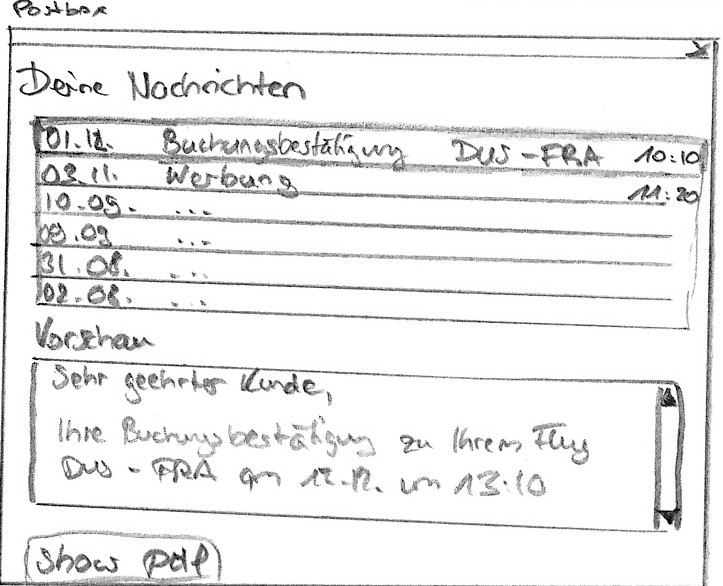 Postbox
X
Deine Nachrichten
01.12. Buchungsbestätigung DUS-FRA 10:10
02.11. Werbung 11:20
10.09. ...
09.09 ...
31.08. ...
02.08. ...
Vorschau
Sehr geehrter Kunde,
Ihre Buchungsbestätigung zu Ihrem Flug
DUS - FRA am 12.12. um 13:10
Show pdf